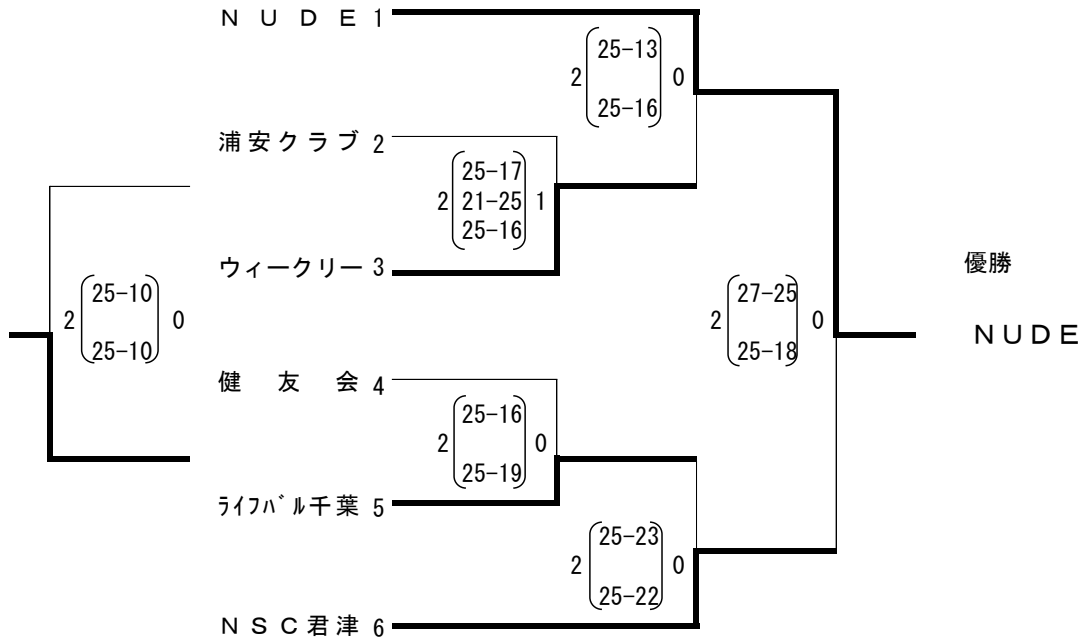 ＮＵＤＥ 1
2 25-13 0
25-16
浦安クラブ 2
25-17
2 21-25 1
25-16
ウィークリー 3
優勝
ＮＵＤＥ
25-10
2 0
25-10
27-25
2 0
25-18
健友会 4
25-16
2 0
25-19
ﾗｲﾌﾊﾞﾙ千葉 5
25-23
2 0
25-22
ＮＳＣ君津 6